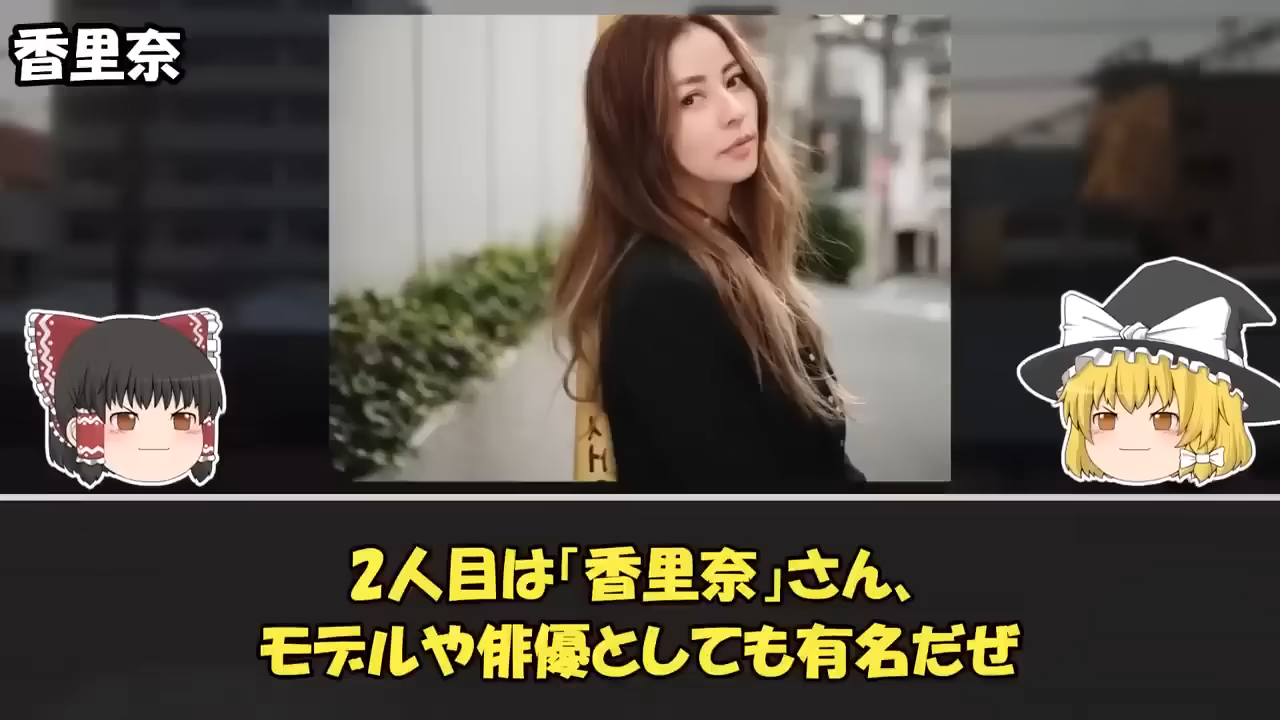 香里奈
2人目は「香里奈」さん、
モデルや俳優としても有名だぜ